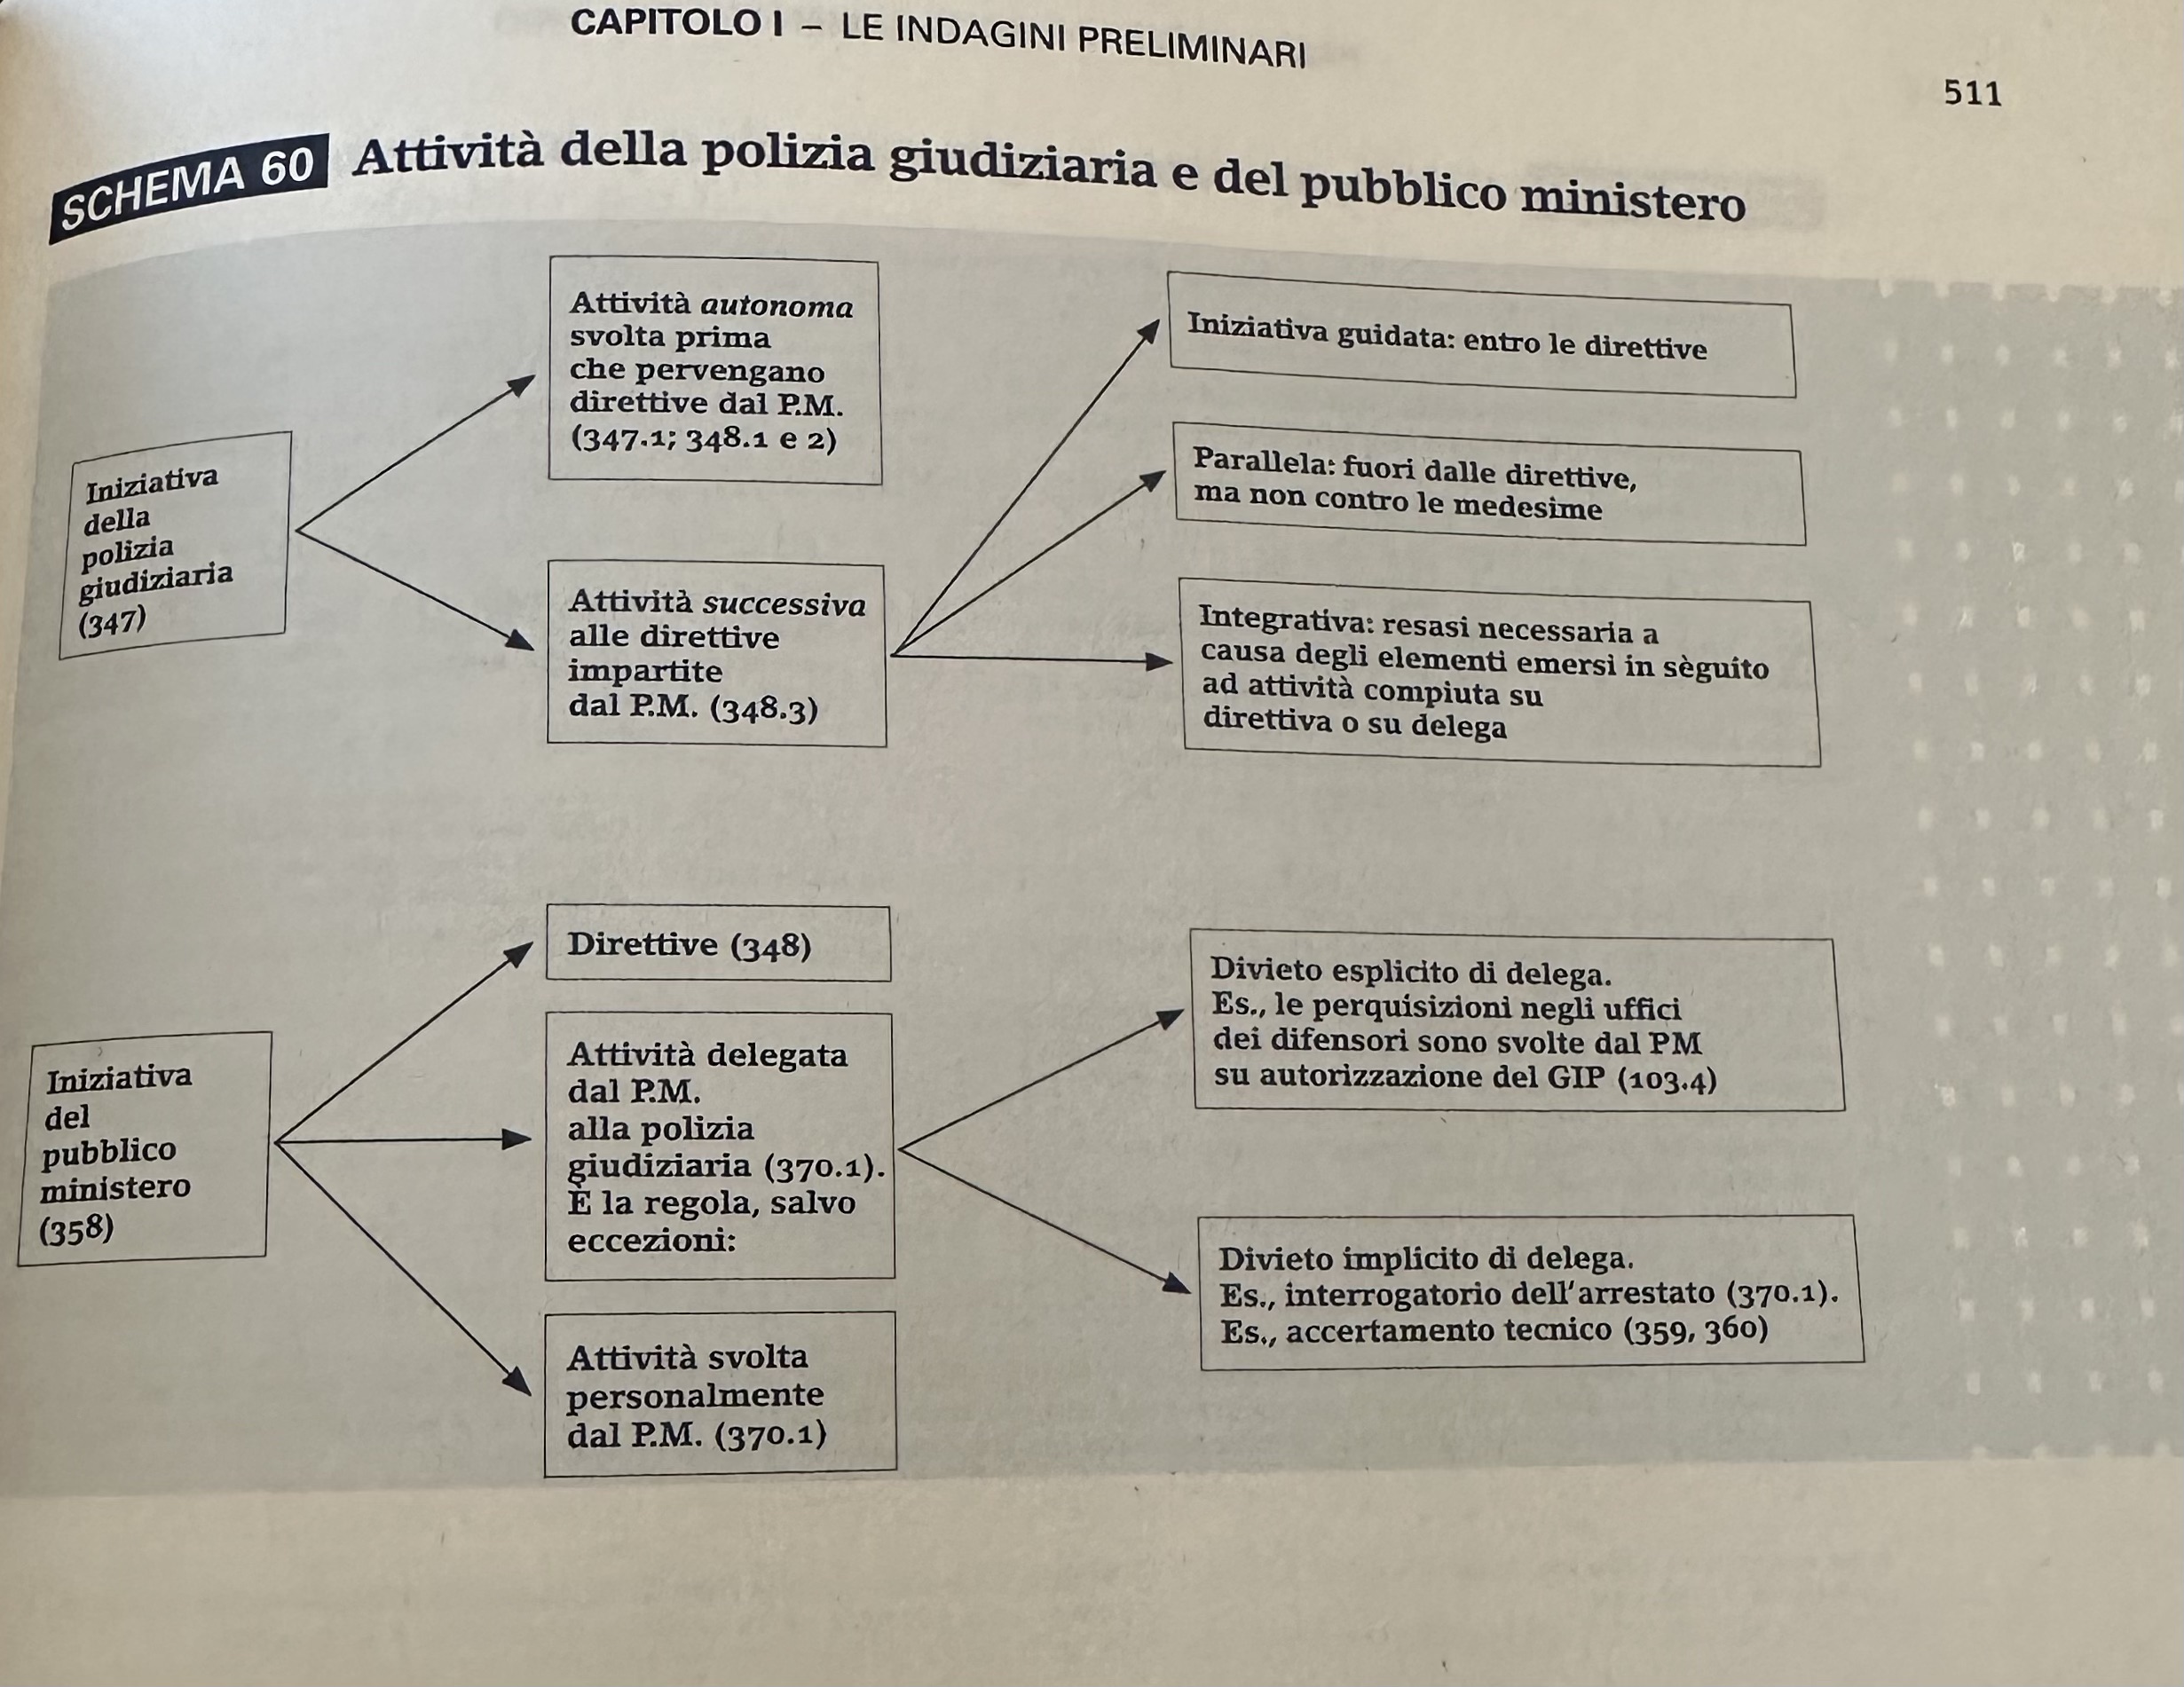 CAPITOLO I – LE INDAGINI PRELIMINARI
511
SCHEMA 60 Attività della polizia giudiziaria e del pubblico ministero
Iniziativa
della
polizia
giudiziaria
(347)
Attività autonoma
svolta prima
che pervengano
direttive dal P.M.
(347.1; 348.1 e 2)
Attività successiva
alle direttive
impartite
dal P.M. (348.3)
Iniziativa guidata: entro le direttive
Parallela: fuori dalle direttive,
ma non contro le medesime
Integrativa: resasi necessaria a
causa degli elementi emersi in sèguito
ad attività compiuta su
direttiva o su delega
Iniziativa
del
pubblico
ministero
(358)
Direttive (348)
Attività delegata
dal P.M.
alla polizia
giudiziaria (370.1).
È la regola, salvo
eccezioni:
Attività svolta
personalmente
dal P.M. (370.1)
Divieto esplicito di delega.
Es., le perquisizioni negli uffici
dei difensori sono svolte dal PM
su autorizzazione del GIP (103.4)
Divieto implicito di delega.
Es., interrogatorio dell'arrestato (370.1).
Es., accertamento tecnico (359, 360)